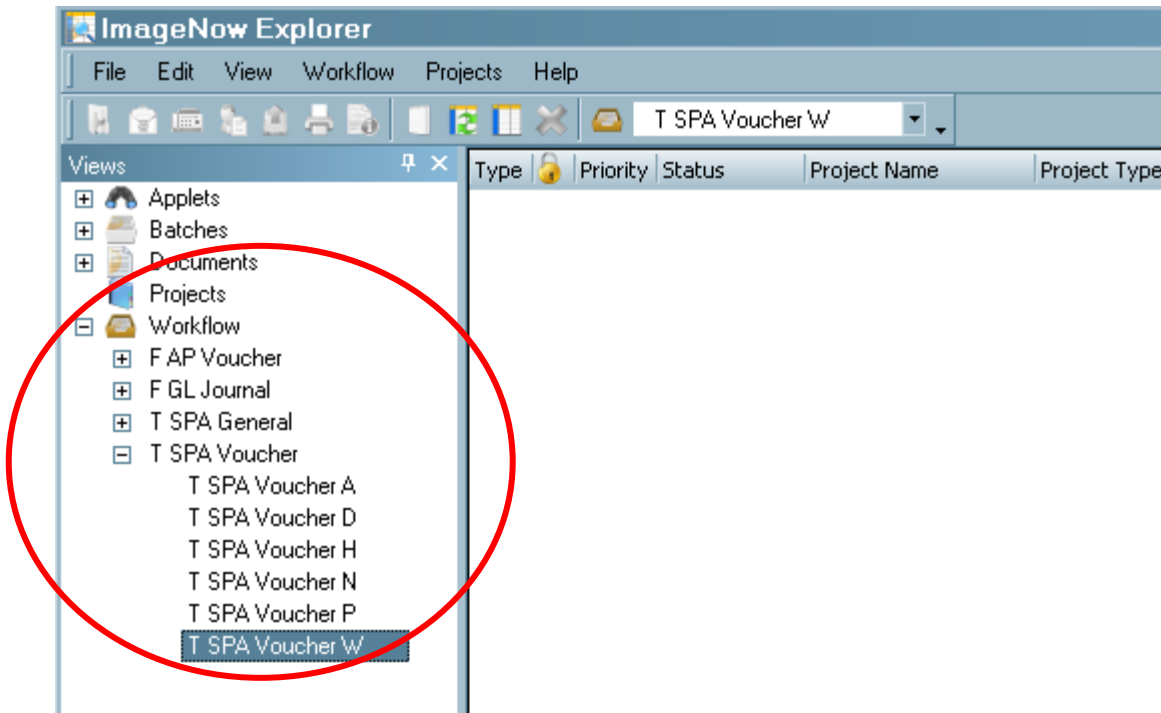 ImageNow Explorer
File Edit View Workflow Projects Help
T SPA Voucher W
Views
Type Priority Status Project Name Project Type
Applets
Batches
Documents
Projects
Workflow
F AP Voucher
F GL Journal
T SPA General
T SPA Voucher
T SPA Voucher A
T SPA Voucher D
T SPA Voucher H
T SPA Voucher N
T SPA Voucher P
T SPA Voucher W